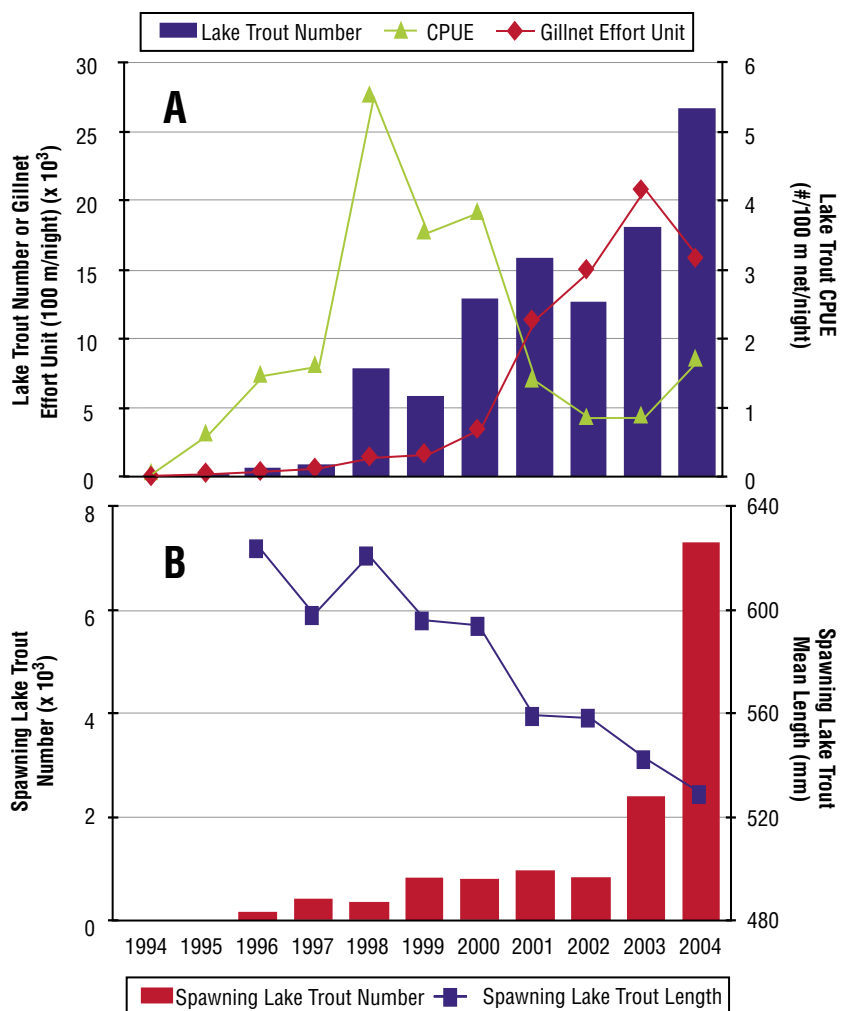 Lake Trout Number CPUE Gillnet Effort Unit
A
Lake Trout Number or Gillnet
Effort Unit (100 m/night) (x 10³)
30
25
20
15
10
5
0
6
5
4
3
2
1
0
Lake Trout CPUE
(#/100 m net/night)
B
Spawning Lake Trout
Number (x 10³)
8
6
4
2
0
640
600
560
520
480
Spawning Lake Trout
Mean Length (mm)
1994 1995 1996 1997 1998 1999 2000 2001 2002 2003 2004
Spawning Lake Trout Number Spawning Lake Trout Length